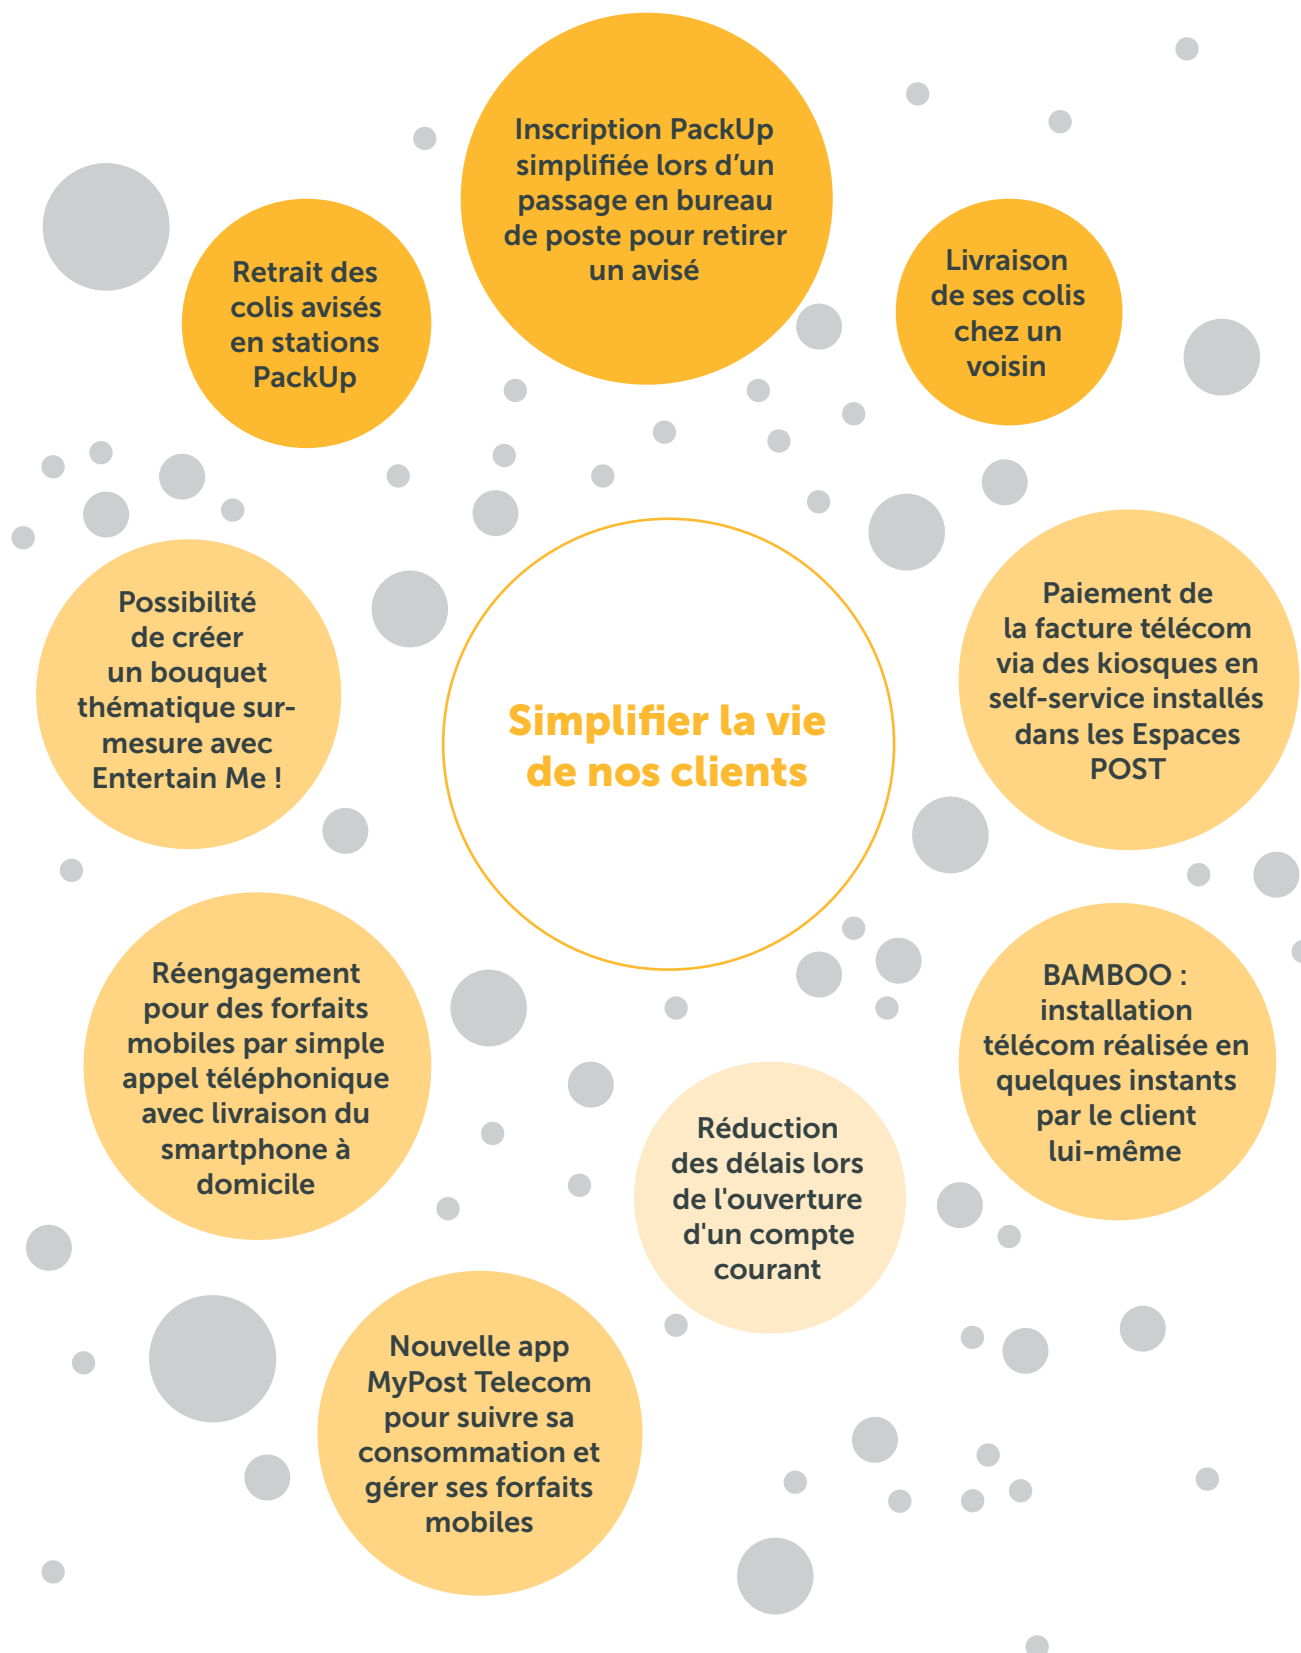 Inscription PackUp
simplifiée lors d’un
passage en bureau
de poste pour retirer
un avisé
Retrait des
colis avisés
en stations
PackUp
Livraison
de ses colis
chez un
voisin
Possibilité
de créer
un bouquet
thématique sur-
mesure avec
Entertain Me !
Simplifier la vie
de nos clients
Paiement de
la facture télécom
via des kiosques en
self-service installés
dans les Espaces
POST
Réengagement
pour des forfaits
mobiles par simple
appel téléphonique
avec livraison du
smartphone à
domicile
BAMBOO :
installation
télécom réalisée en
quelques instants
par le client
lui-même
Réduction
des délais lors
de l'ouverture
d'un compte
courant
Nouvelle app
MyPost Telecom
pour suivre sa
consommation et
gérer ses forfaits
mobiles